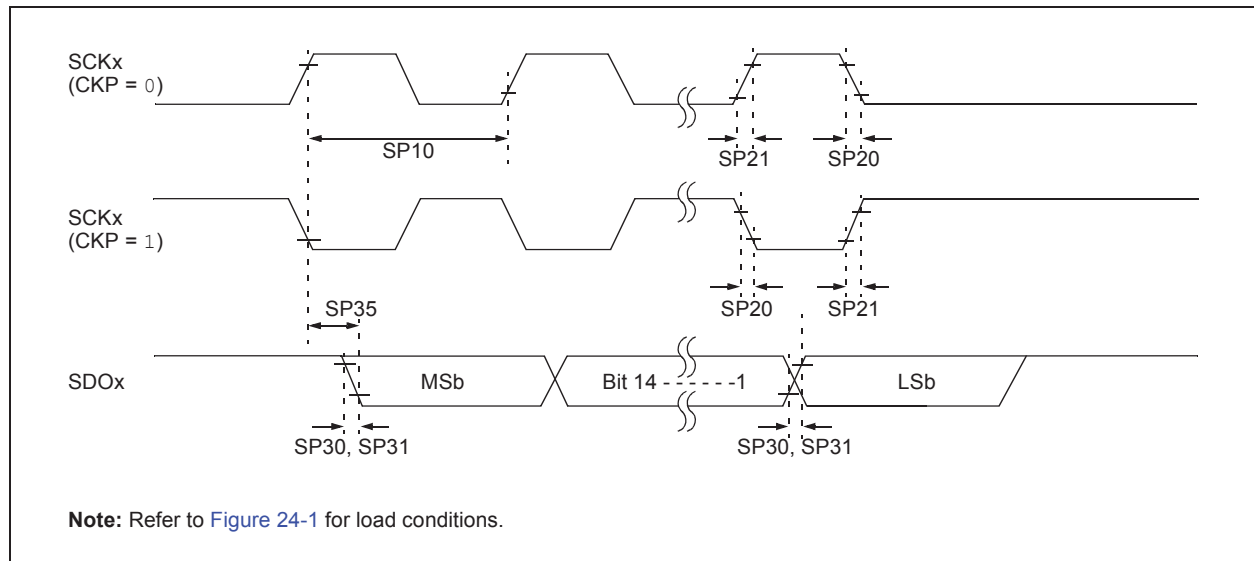 SCKx
(CKP = 0)
SP10
SP21
SP20
SCKx
(CKP = 1)
SP35
SP20
SP21
SDOx
MSb
Bit 14 - - - - - -1
LSb
SP30, SP31
SP30, SP31
Note: Refer to Figure 24-1 for load conditions.